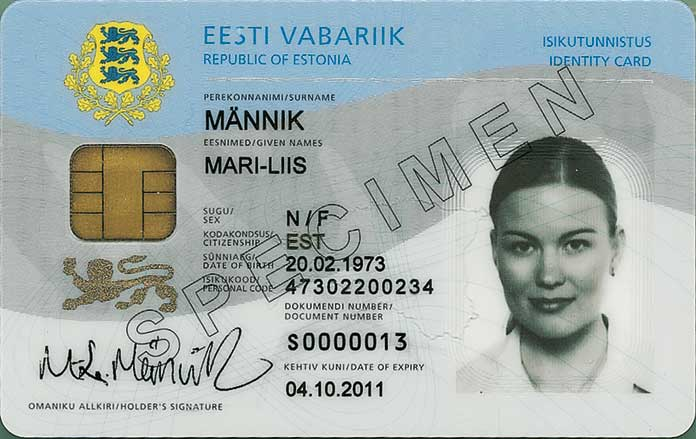 EESTI VABARIIK
REPUBLIC OF ESTONIA
ISIKUTUNNISTUS
IDENTITY CARD
PEREKONNANIMI/SURNAME
MÄNNIK
EESNIMED/GIVEN NAMES
MARI-LIIS
SUGU/
SEX
N/F
KODAKONDSUS/
CITIZENSHIP
EST
SÜNNIAEG/
DATE OF BIRTH
20.02.1973
ISIKUKOOD/
PERSONAL CODE
47302200234
DOKUMENDI NUMBER/
DOCUMENT NUMBER
S0000013
KEHTIV KUNI/DATE OF EXPIRY
04.10.2011
OMANIKU ALLKIRI/HOLDER'S SIGNATURE
SPECIMEN